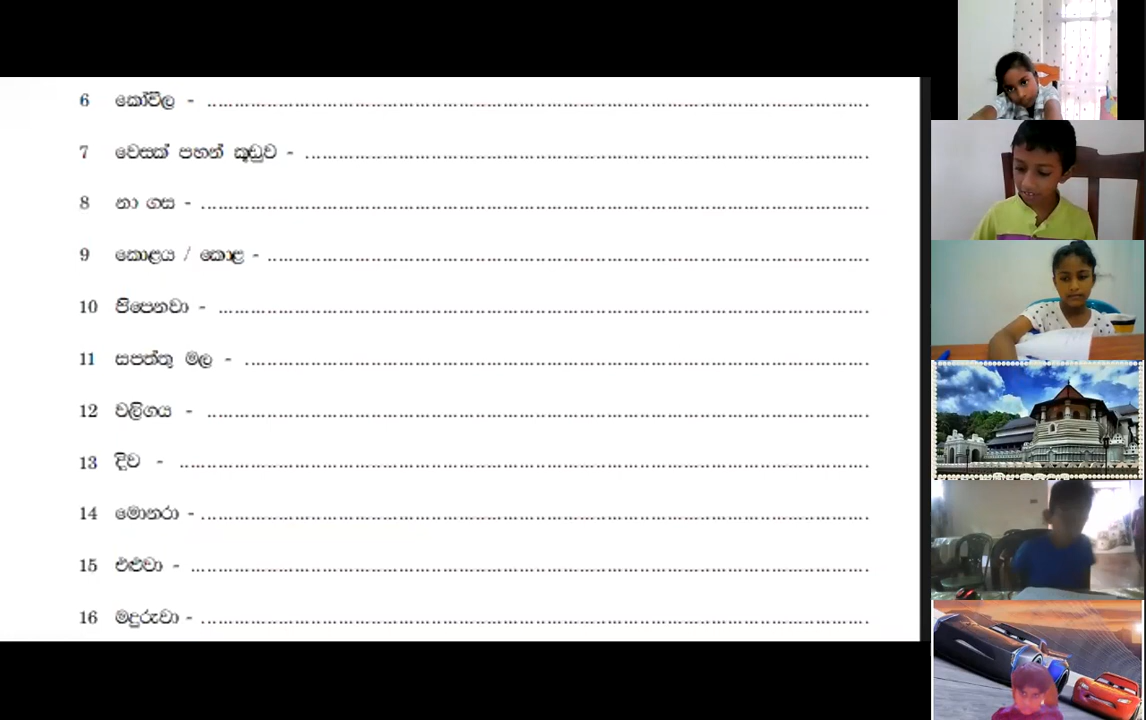 6 කෝවිල - ........................................
7 වෙසක් පහන් කූඩුව - ........................................
8 නා ගස - ........................................
9 කොළය / කොළ - ........................................
10 පිපෙනවා - ........................................
11 සපත්තු මල - ........................................
12 වලිගය - ........................................
13 දිව - ........................................
14 මොනරා - ........................................
15 එළුවා - ........................................
16 මදුරුවා - ........................................